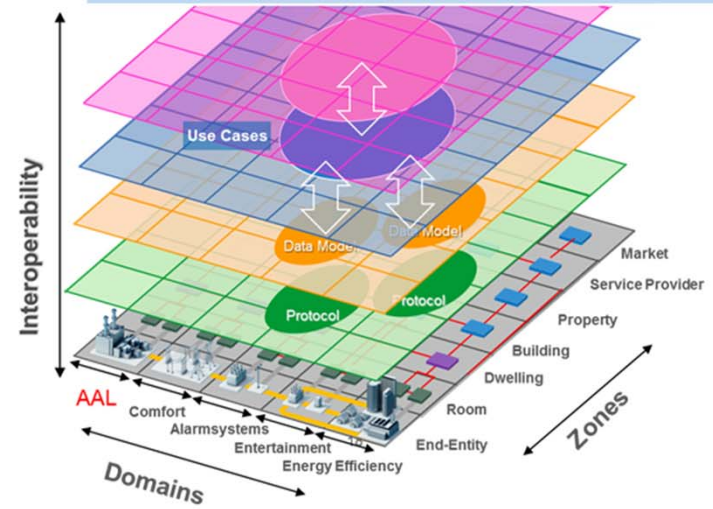 Use Cases
Interoperability
Data Model
Data Model
Protocol
Protocol
Market
Service Provider
Property
Building
Dwelling
Room
End-Entity
Zones
AAL
Comfort
Alarmsystems
Entertainment
Energy Efficiency
Domains